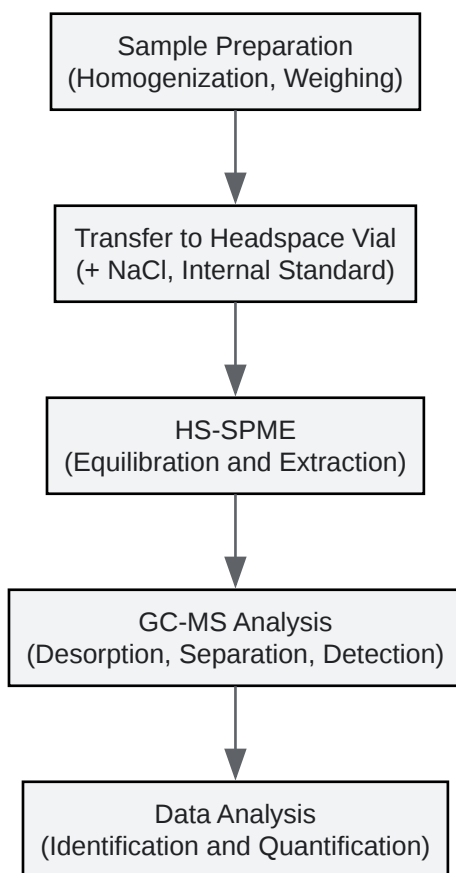 Sample Preparation
(Homogenization, Weighing)
Transfer to Headspace Vial
(+ NaCl, Internal Standard)
HS-SPME
(Equilibration and Extraction)
GC-MS Analysis
(Desorption, Separation, Detection)
Data Analysis
(Identification and Quantification)